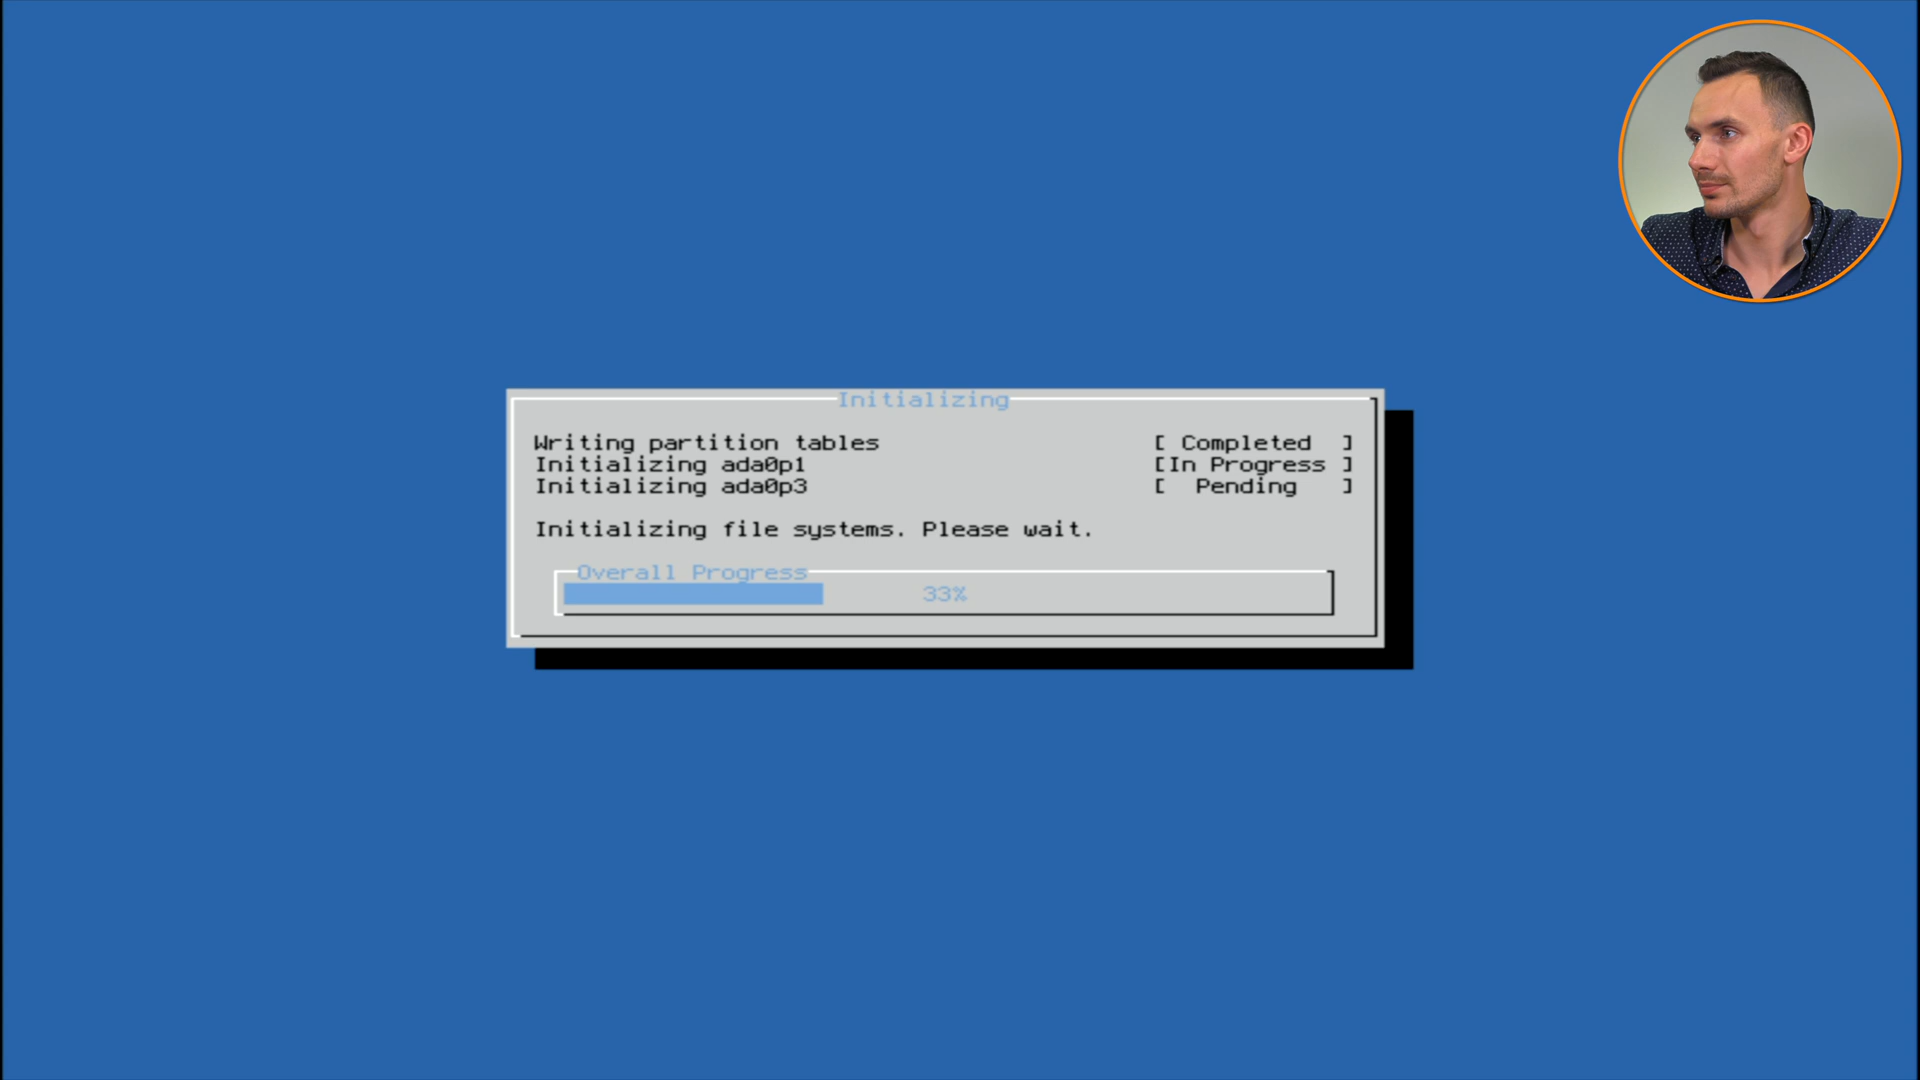 Initializing
Writing partition tables [ Completed ]
Initializing ada0p1 [In Progress ]
Initializing ada0p3 [ Pending ]
Initializing file systems. Please wait.
Overall Progress
33%